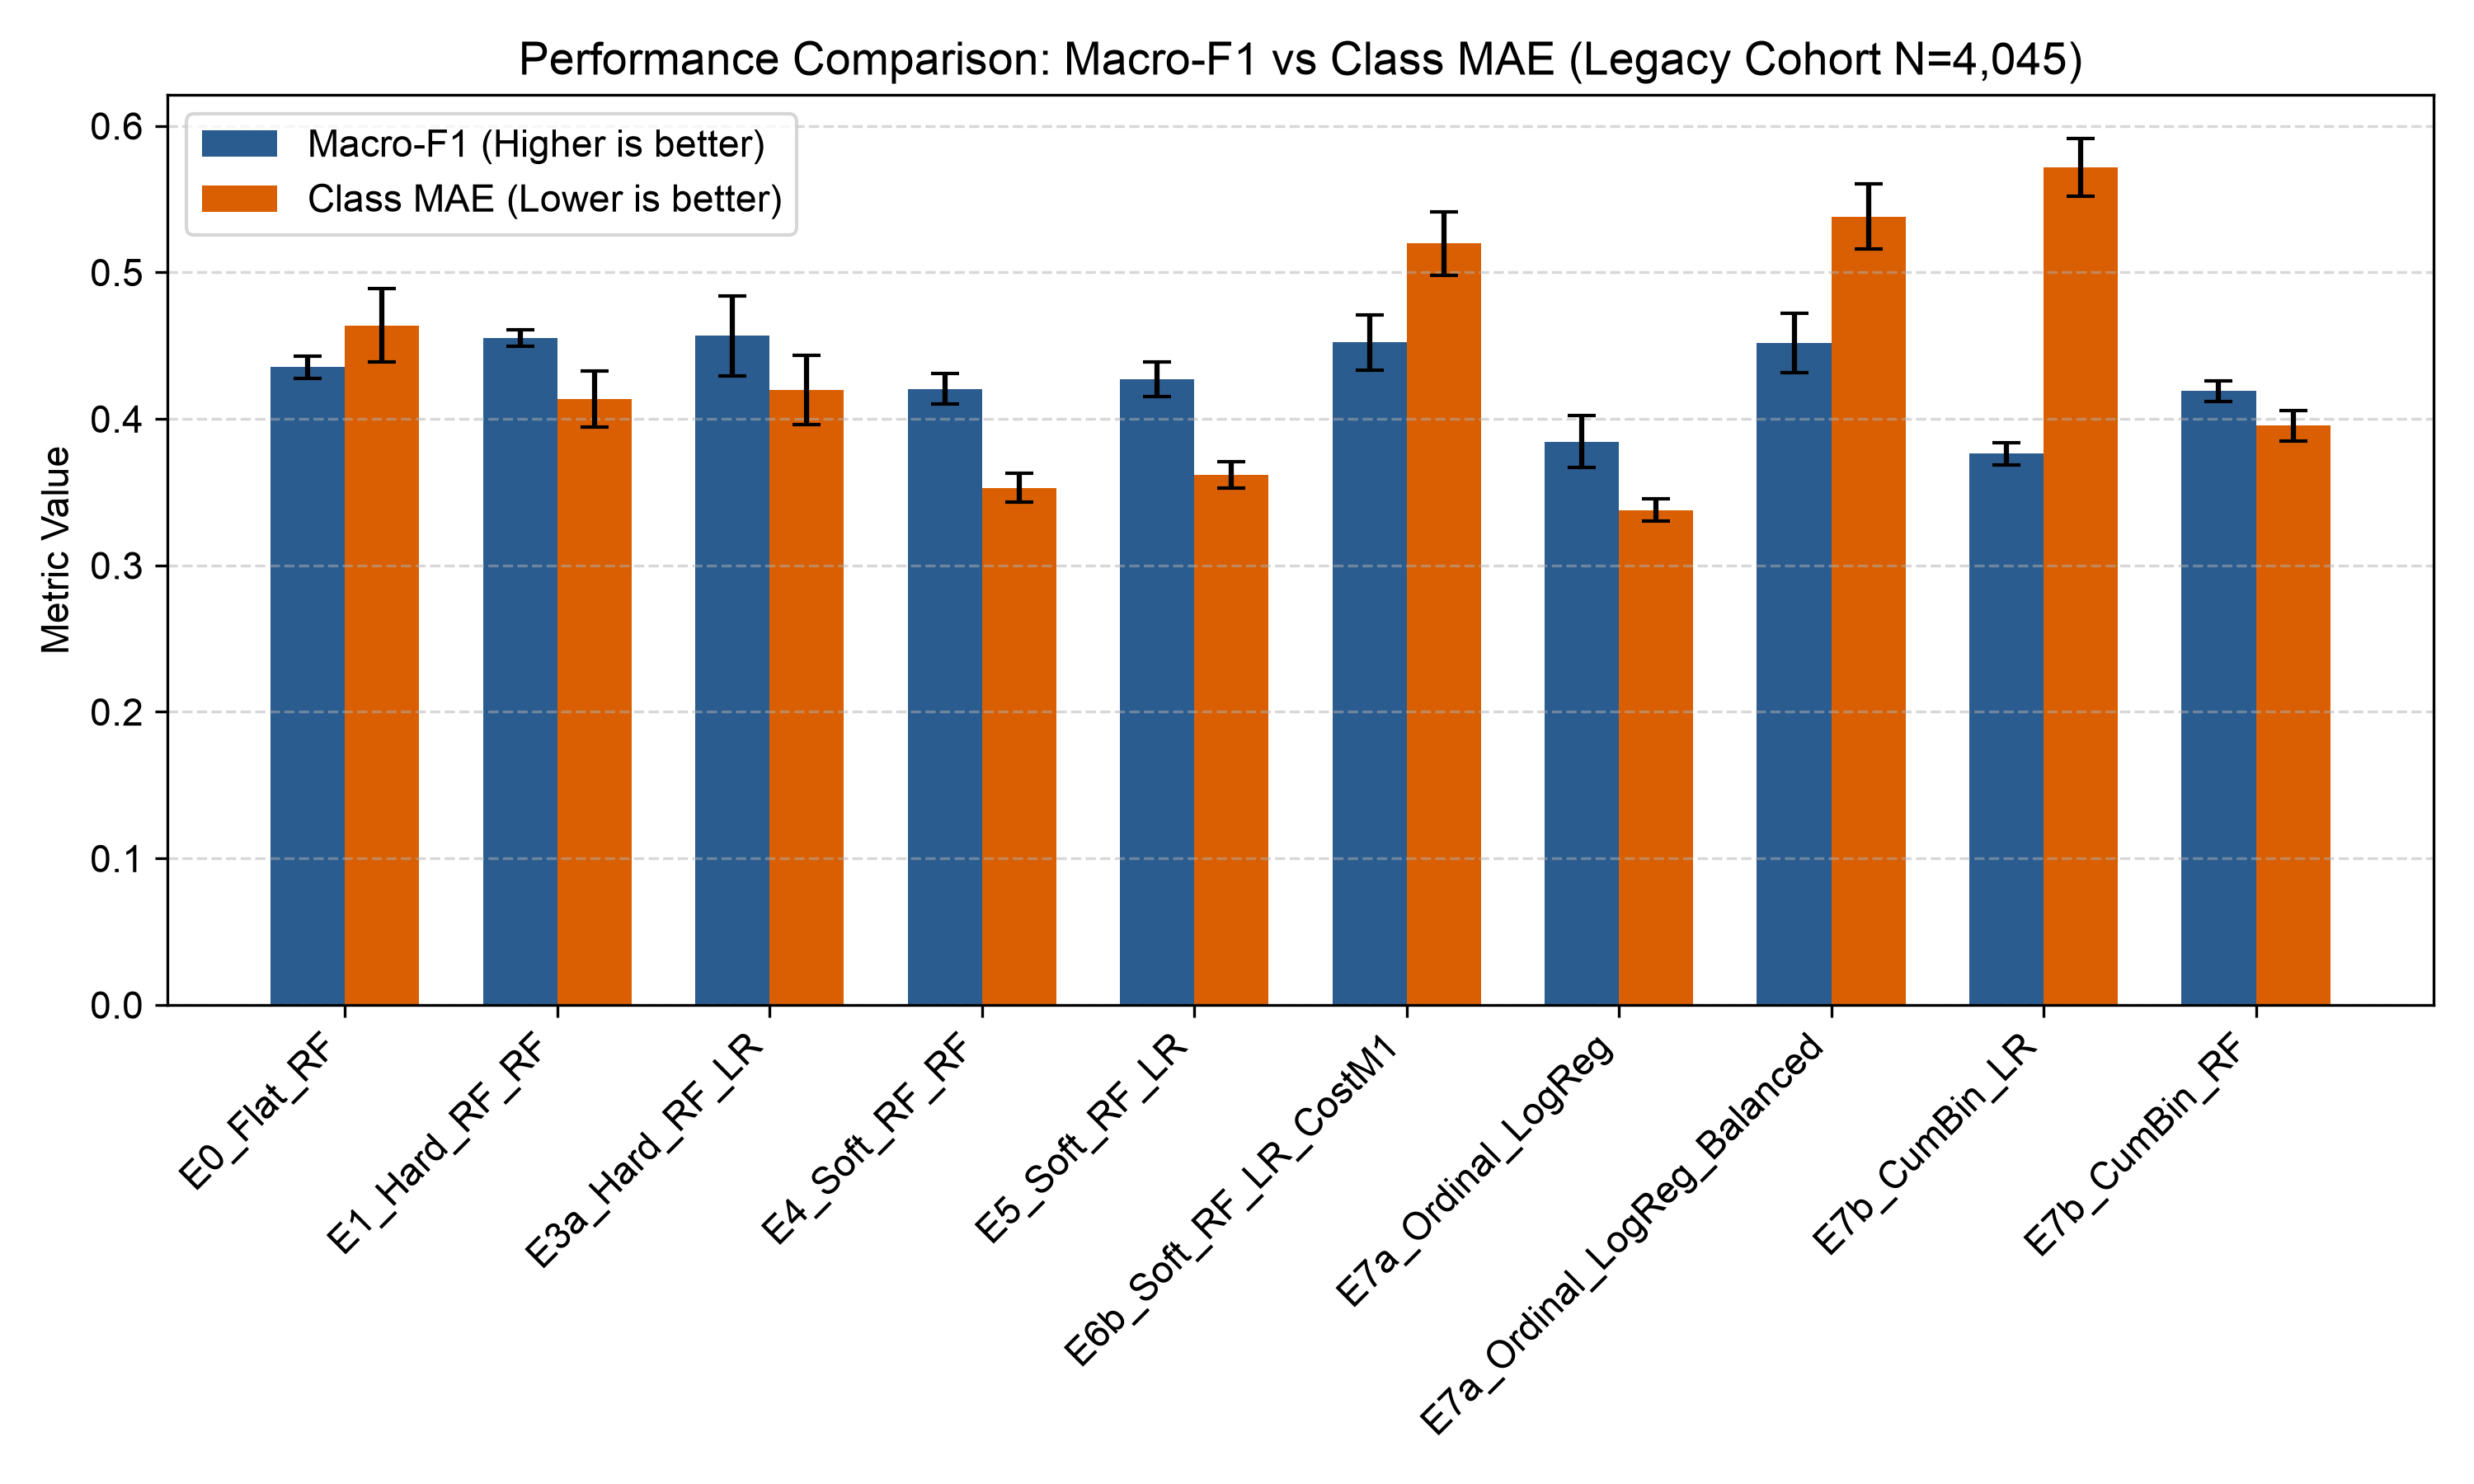 Performance Comparison: Macro-F1 vs Class MAE (Legacy Cohort N=4,045)
Macro-F1 (Higher is better)
Class MAE (Lower is better)
Metric Value
0.6
0.5
0.4
0.3
0.2
0.1
0.0
E0_Flat_RF
E1_Hard_RF_RF
E3a_Hard_RF_LR
E4_Soft_RF_RF
E5_Soft_RF_LR
E6b_Soft_RF_LR_CostM1
E7a_Ordinal_LogReg
E7a_Ordinal_LogReg_Balanced
E7b_CumBin_LR
E7b_CumBin_RF